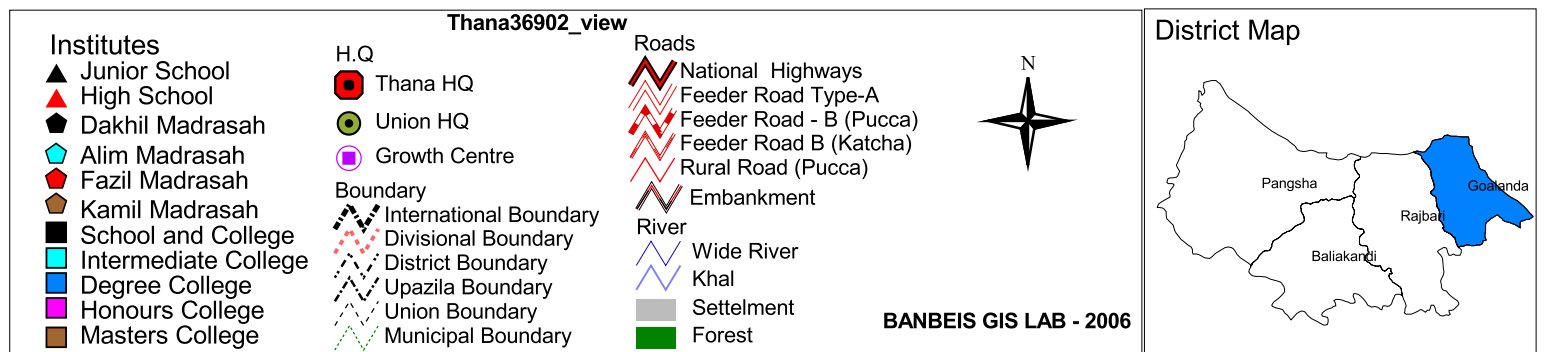 Thana36902_view
Institutes
Junior School
High School
Dakhil Madrasah
Alim Madrasah
Fazil Madrasah
Kamil Madrasah
School and College
Intermediate College
Degree College
Honours College
Masters College
H.Q
Thana HQ
Union HQ
Growth Centre
Boundary
International Boundary
Divisional Boundary
District Boundary
Upazila Boundary
Union Boundary
Municipal Boundary
Roads
National Highways
Feeder Road Type-A
Feeder Road - B (Pucca)
Feeder Road B (Katcha)
Rural Road (Pucca)
Embankment
River
Wide River
Khal
Settelment
Forest
N
BANBEIS GIS LAB - 2006
District Map
Pangsha
Goalanda
Rajbari
Baliakandi